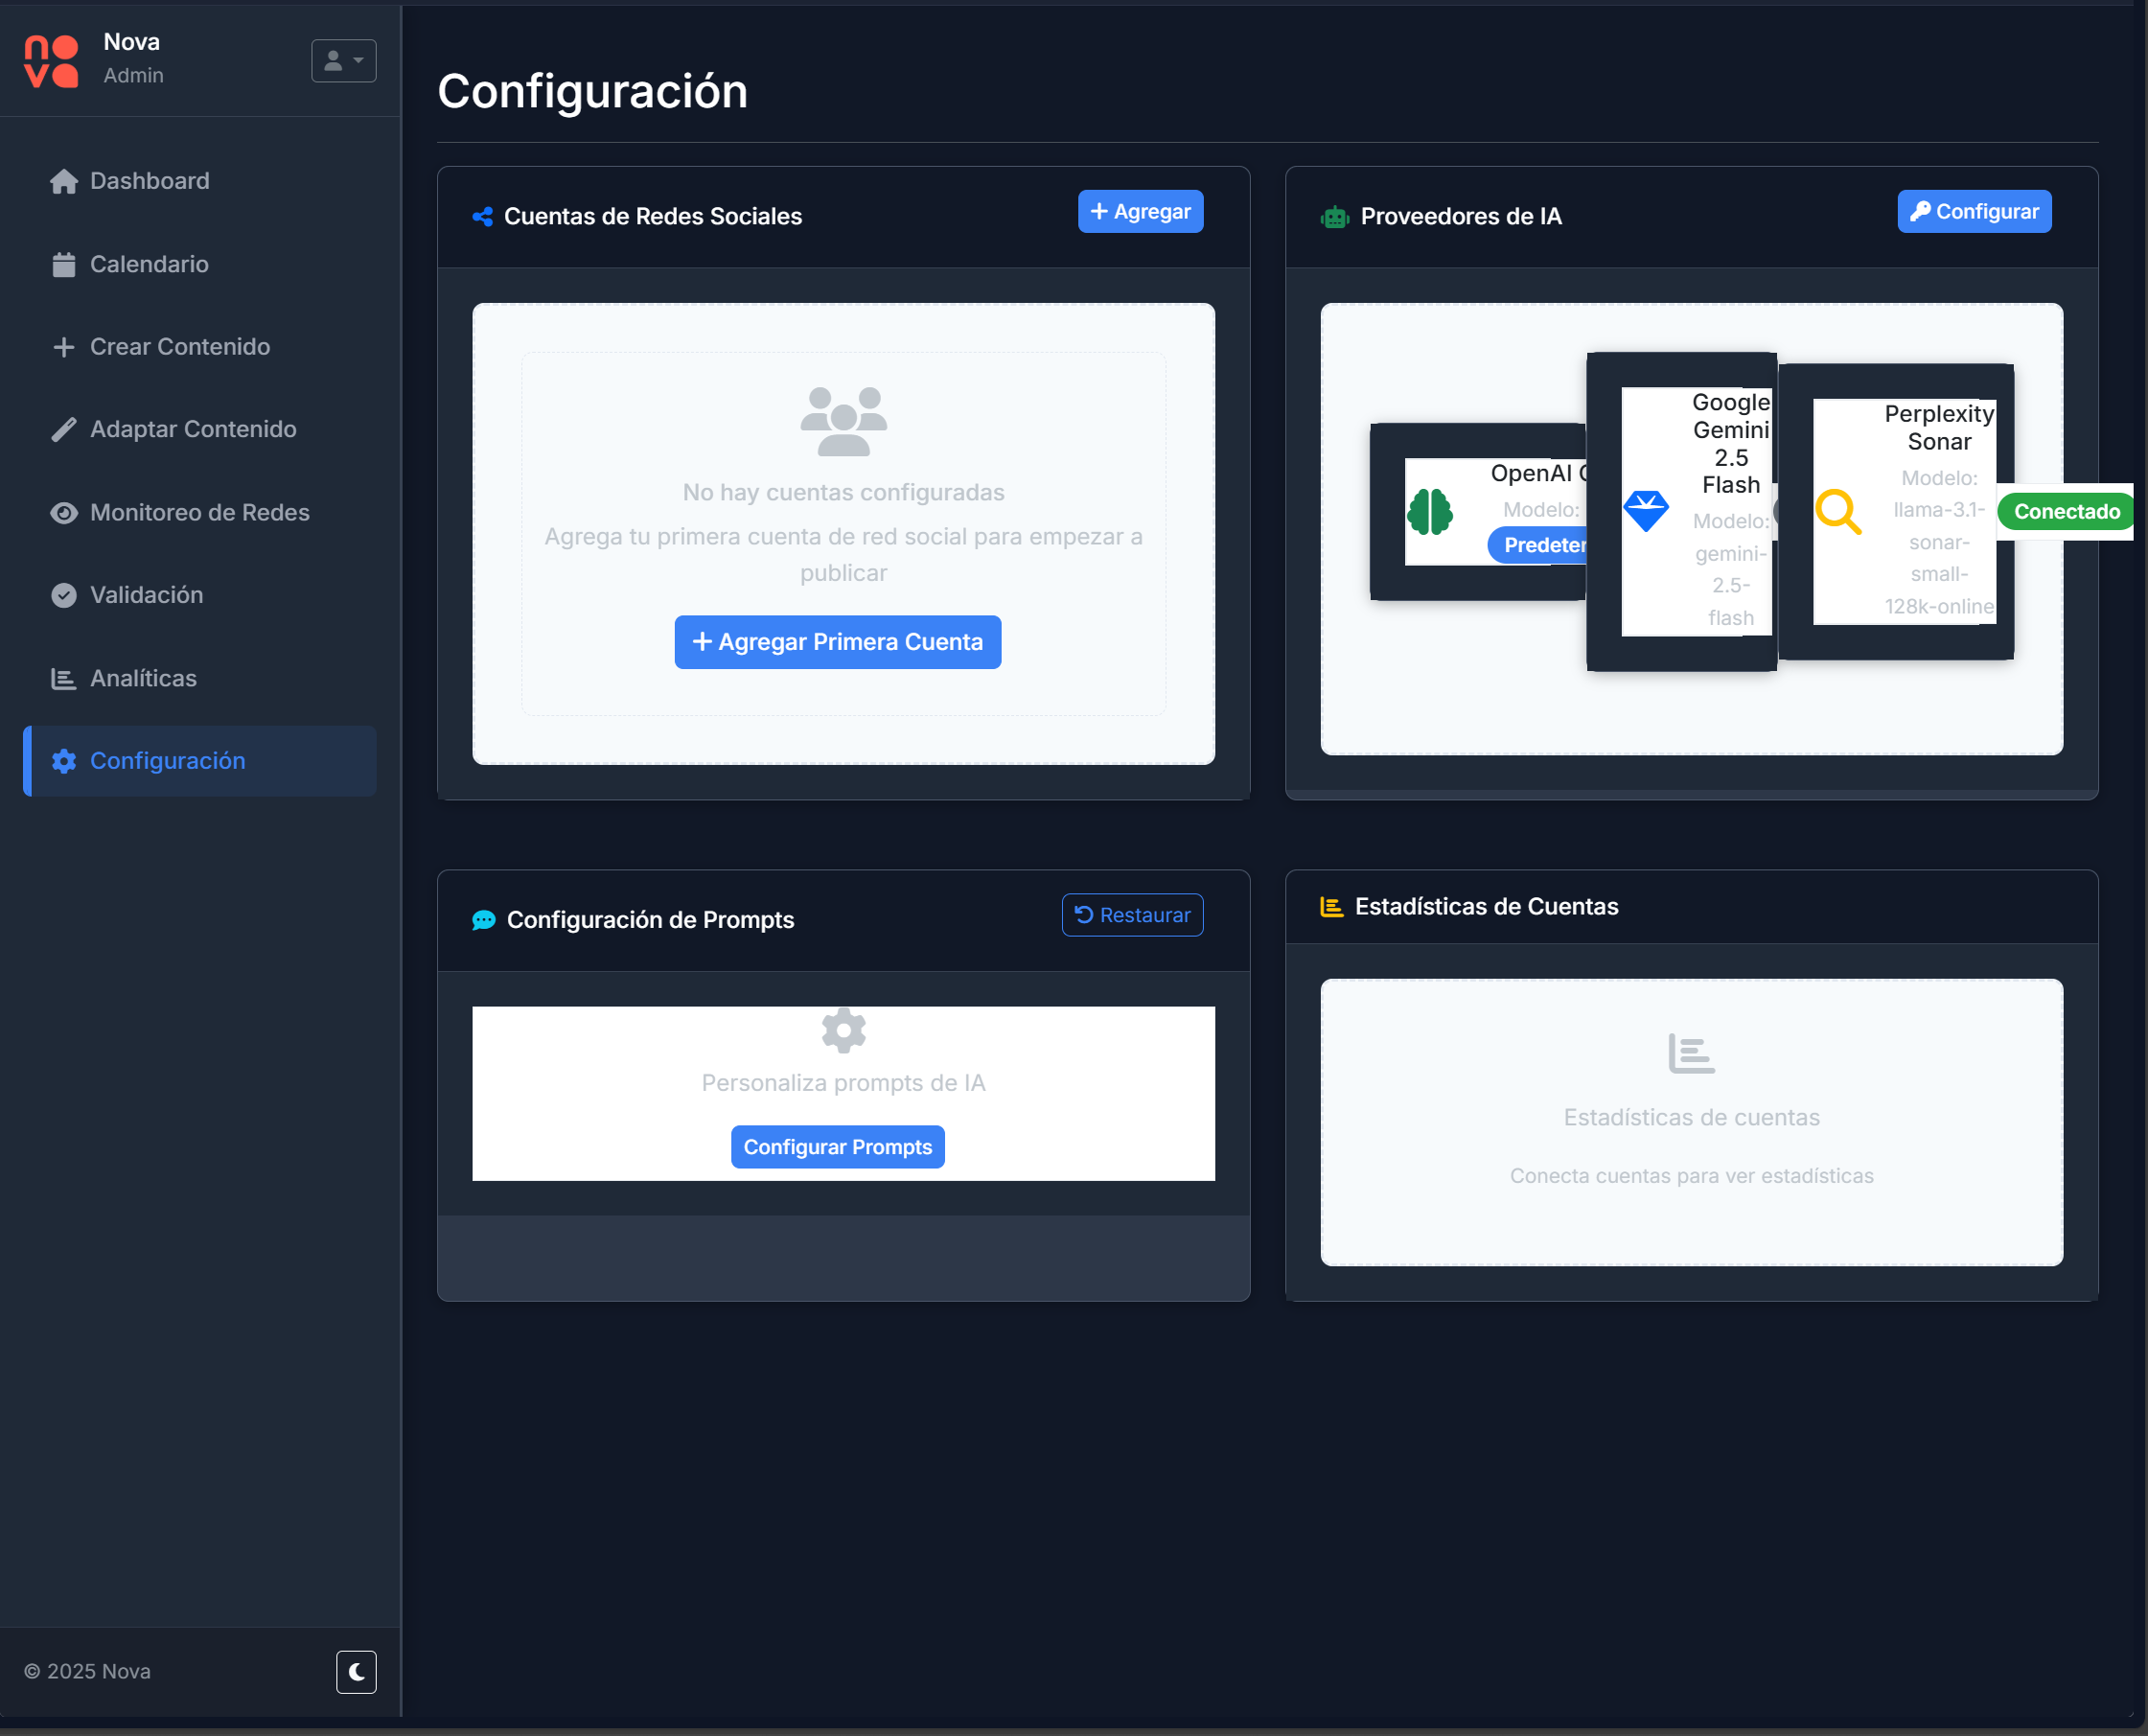 nova
Nova
Admin
Dashboard
Calendario
Crear Contenido
Adaptar Contenido
Monitoreo de Redes
Validación
Analíticas
Configuración
© 2025 Nova
Configuración
Cuentas de Redes Sociales
Agregar
No hay cuentas configuradas
Agrega tu primera cuenta de red social para empezar a
publicar
Agregar Primera Cuenta
Proveedores de IA
Configurar
OpenAI
Modelo:
Google
Gemini
2.5
Flash
Modelo:
gemini-
2.5-
flash
Perplexity
Sonar
Modelo:
llama-3.1-
sonar-
small-
128k-online
Conectado
Configuración de Prompts
Restaurar
Personaliza prompts de IA
Configurar Prompts
Estadísticas de Cuentas
Estadísticas de cuentas
Conecta cuentas para ver estadísticas